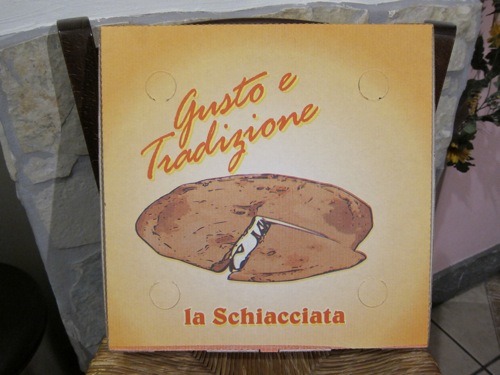 Gusto e
Tradizione
la Schiacciata